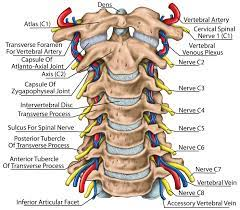 Dens
Atlas (C1)
Transverse Foramen
For Vertebral Artery
Capsule Of
Atlanto-Axial Joint
Axis (C2)
Capsule Of
Zygapophyseal Joint
Intervertebral Disc
Transverse Process
Sulcus For Spinal Nerve
Posterior Tubercle
Of Transverse Process
Anterior Tubercle
Of Transverse Process
Inferior Articular Facet
Vertebral Artery
Cervical Spinal
Nerve 1 (C1)
Vertebral
Venous Plexus
Nerve C2
Nerve C3
Nerve C4
Nerve C5
Nerve C6
Nerve C7
Vertebral Vein
Nerve C8
Accessory Vertebral Vein